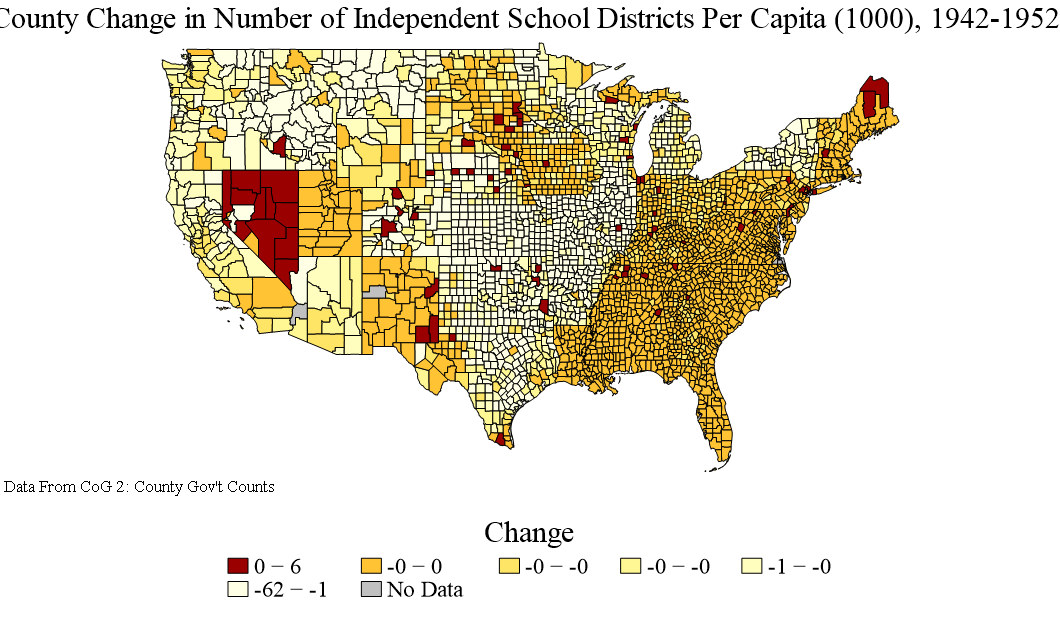 County Change in Number of Independent School Districts Per Capita (1000), 1942-1952
Data From CoG 2: County Gov't Counts
Change
0 − 6
-0 − 0
-0 − -0
-0 − -0
-1 − -0
-62 − -1
No Data